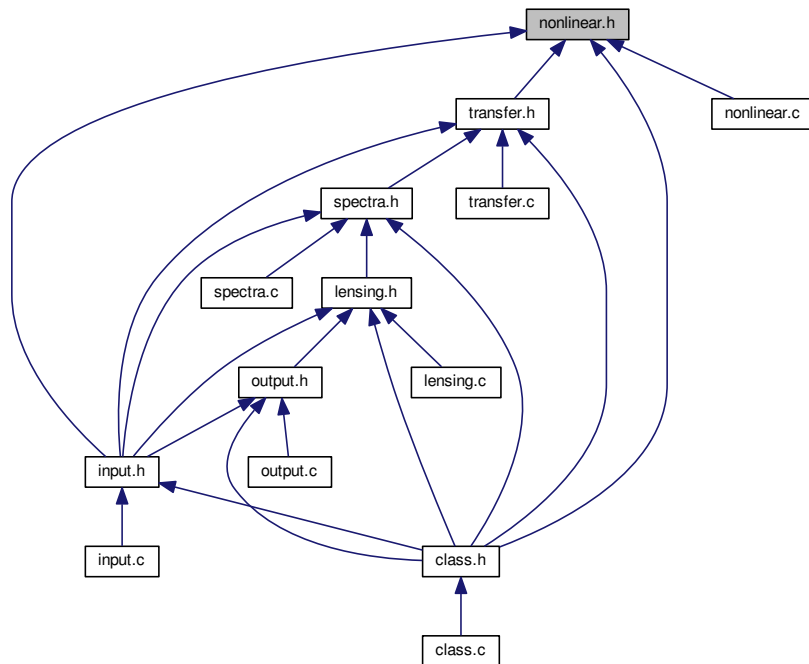 nonlinear.h
transfer.h
nonlinear.c
spectra.h
transfer.c
spectra.c
lensing.h
output.h
lensing.c
input.h
output.c
input.c
class.h
class.c